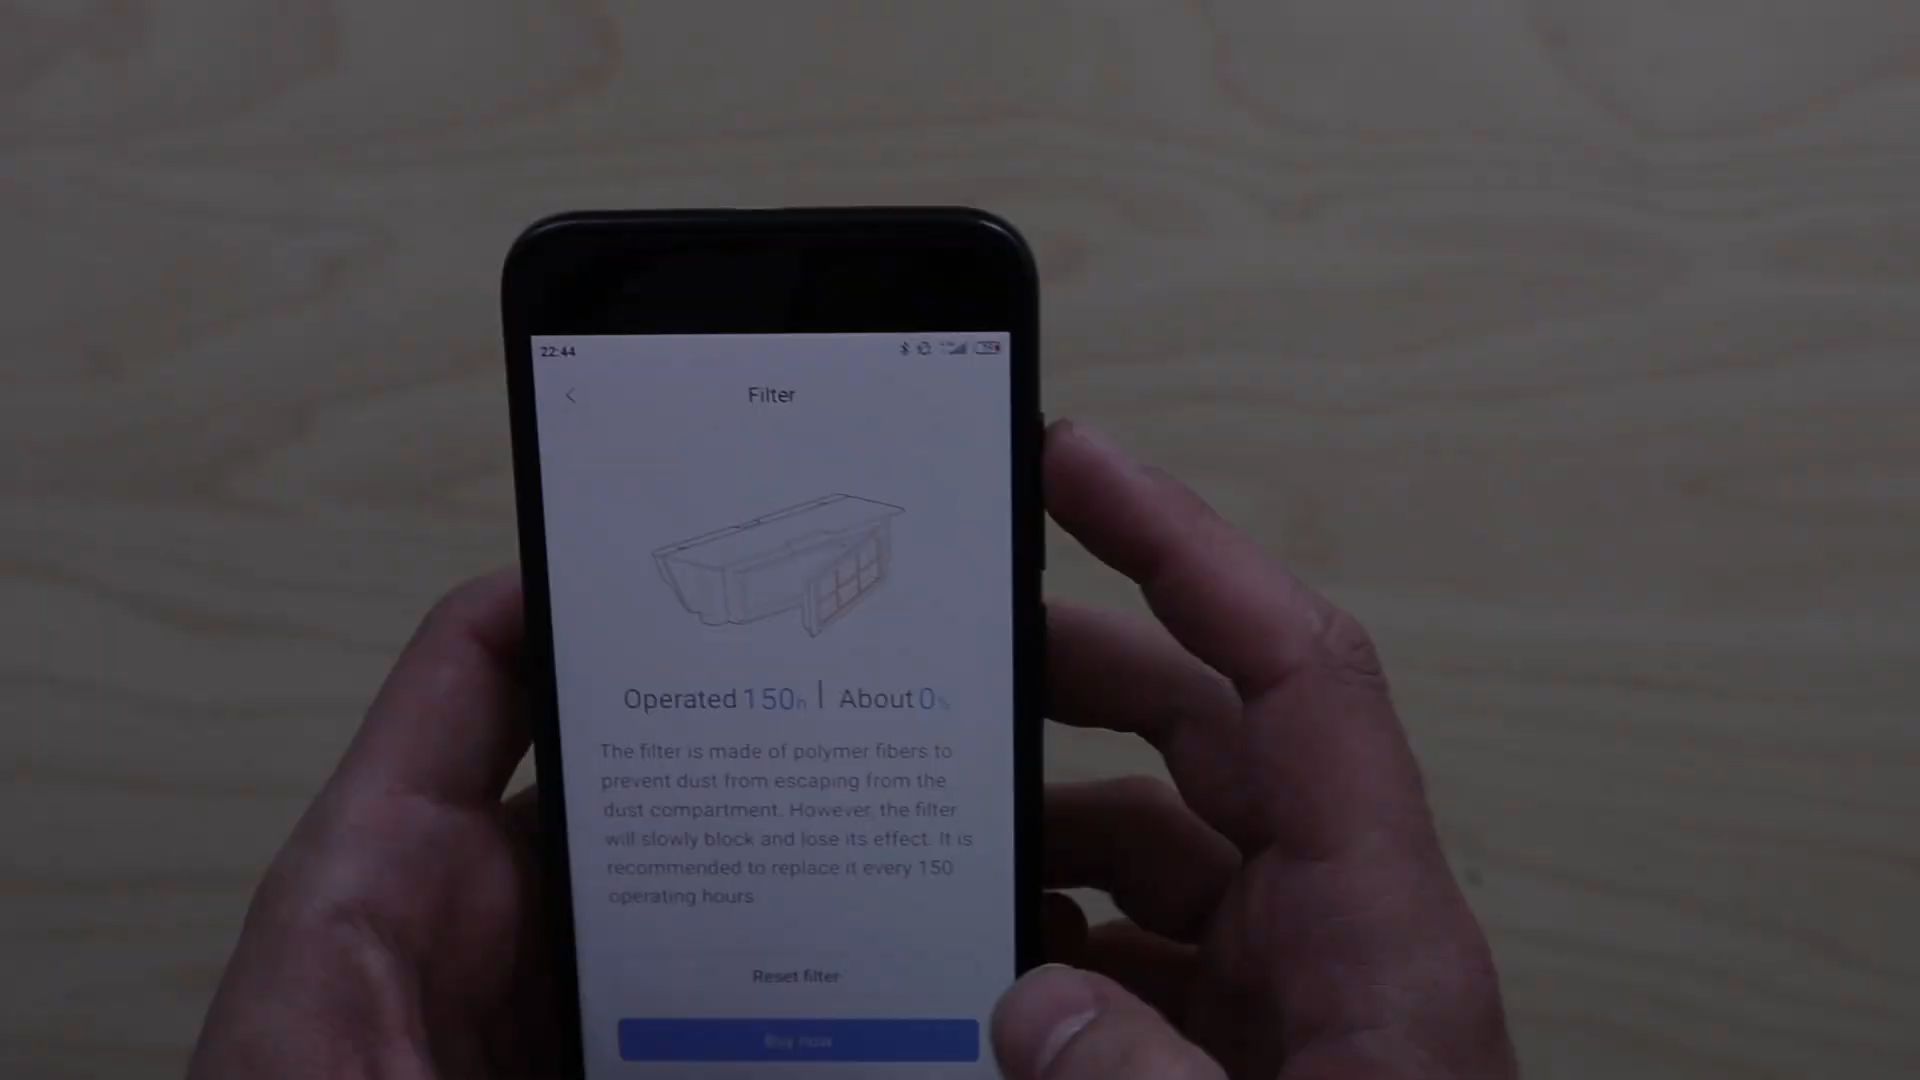 22:44
Filter
Operated 150h | About 0%
The filter is made of polymer fibers to
prevent dust from escaping from the
dust compartment. However, the filter
will slowly block and lose its effect. It is
recommended to replace it every 150
operating hours
Reset filter
Buy now